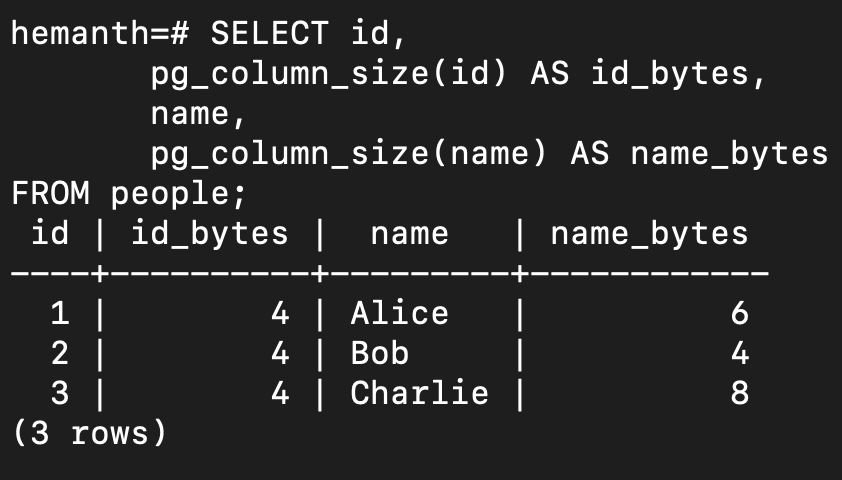 hemanth=# SELECT id,
       pg_column_size(id) AS id_bytes,
       name,
       pg_column_size(name) AS name_bytes
FROM people;
 id | id_bytes |  name   | name_bytes
----+----------+---------+------------
  1 |        4 | Alice   |          6
  2 |        4 | Bob     |          4
  3 |        4 | Charlie |          8
(3 rows)